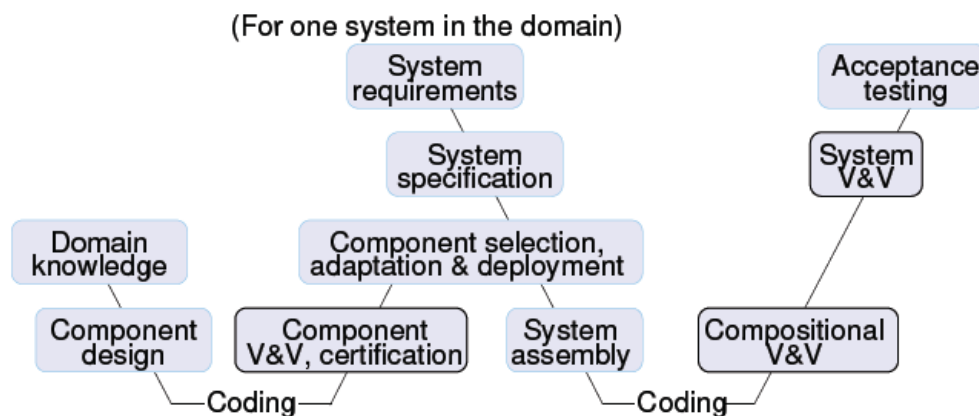 (For one system in the domain)
System
requirements
Acceptance
testing
System
specification
System
V&V
Domain
knowledge
Component selection,
adaptation & deployment
Component
design
Component
V&V, certification
System
assembly
Compositional
V&V
Coding
Coding